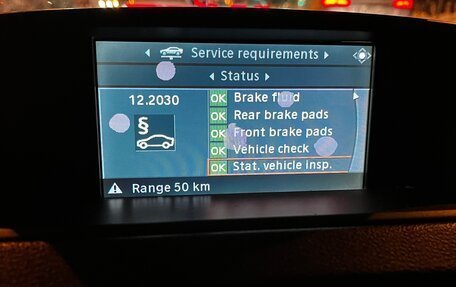 Service requirements
Status
12.2030
OK Brake fluid
OK Rear brake pads
§ OK Front brake pads
OK Vehicle check
OK Stat. vehicle insp.
Range 50 km